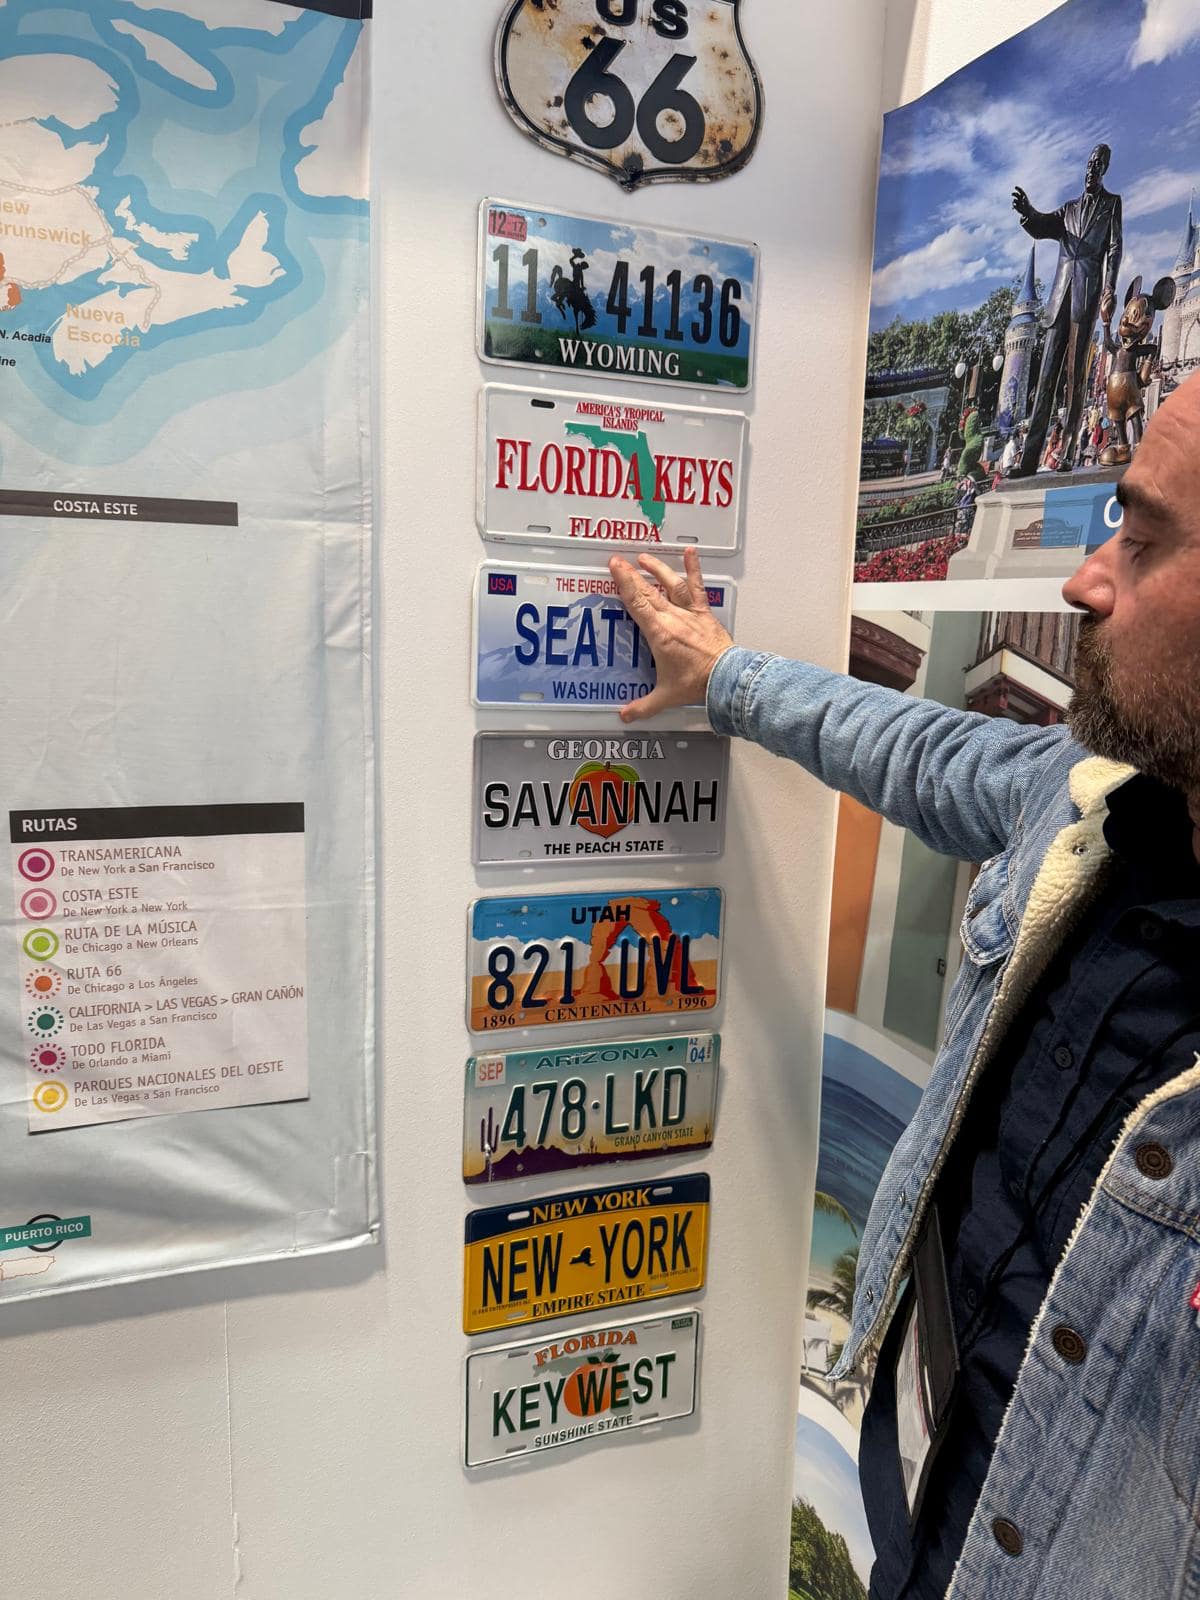 US
66
12 17
11 41136
WYOMING
AMERICA'S TROPICAL
ISLANDS
FLORIDA KEYS
FLORIDA
USA
THE EVERGR
SA
SEATT
WASHINGTO
GEORGIA
SAVANNAH
THE PEACH STATE
UTAH
821 UVL
1896 CENTENNIAL 1996
SEP
ARIZONA
AZ
04
478·LKD
GRAND CANYON STATE
NEW YORK
NEW YORK
EMPIRE STATE
FLORIDA
KEY WEST
SUNSHINE STATE
ew
runswick
Nueva
Escocia
N. Acadia
ine
COSTA ESTE
RUTAS
TRANSAMERICANA
De New York a San Francisco
COSTA ESTE
De New York a New York
RUTA DE LA MÚSICA
De Chicago a New Orleans
RUTA 66
De Chicago a Los Ángeles
CALIFORNIA > LAS VEGAS > GRAN CAÑÓN
De Las Vegas a San Francisco
TODO FLORIDA
De Orlando a Miami
PARQUES NACIONALES DEL OESTE
De Las Vegas a San Francisco
PUERTO RICO
O